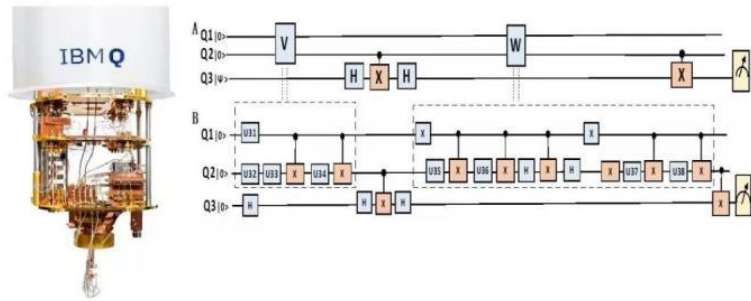 IBM Q
A
Q1 |0> V W
Q2 |0>
Q3 |Ψ> H X H X
B
Q1 |0> U31 X X
Q2 |0> U32 U33 X U34 X U35 X U36 X H X H X U37 X U38 X
Q3 |0> H H X H X